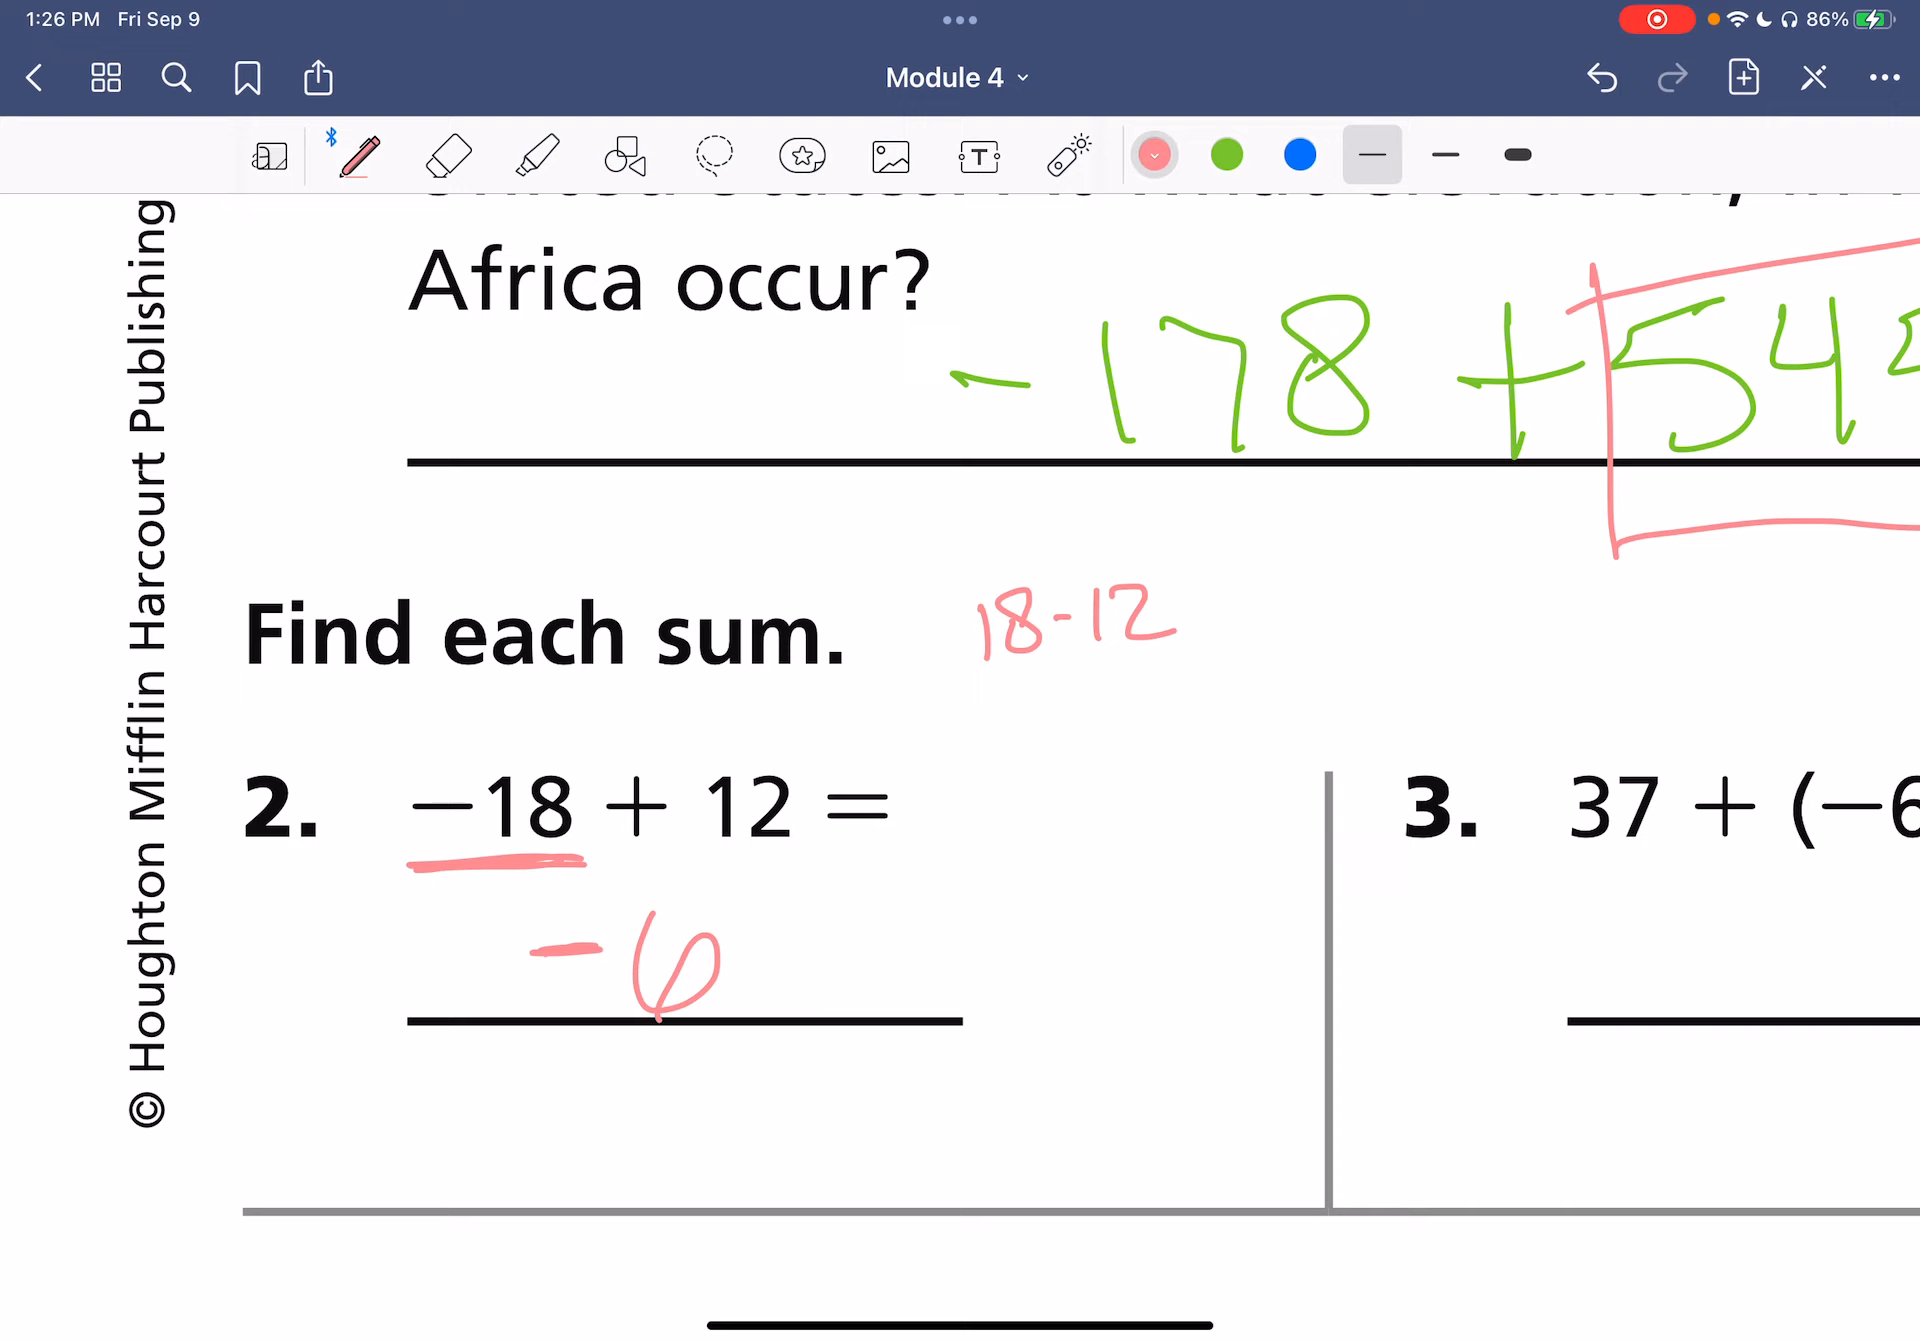 1:26 PM Fri Sep 9
86%
Module 4
Africa occur?
- 178 + 54
Find each sum.
18-12
2. −18 + 12 =
3. 37 + (−6
-6
© Houghton Mifflin Harcourt Publishing